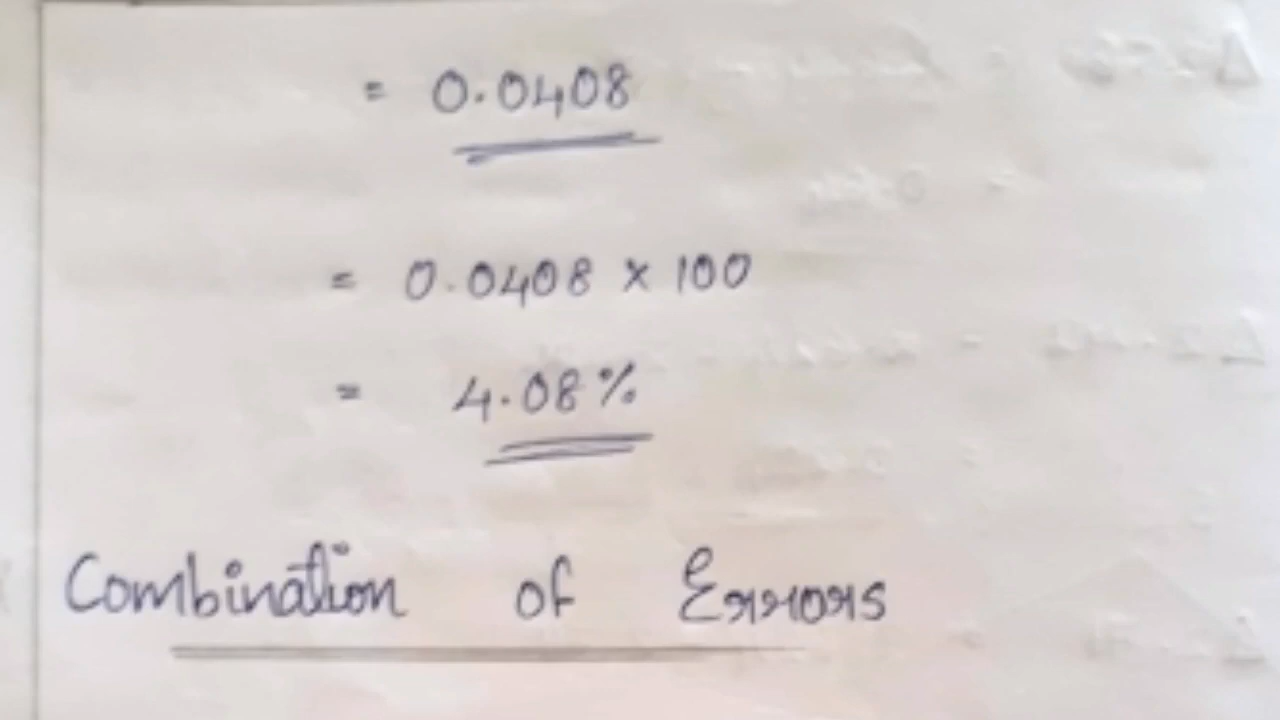 = 0.0408
= 0.0408 × 100
= 4.08%
Combination of Errors